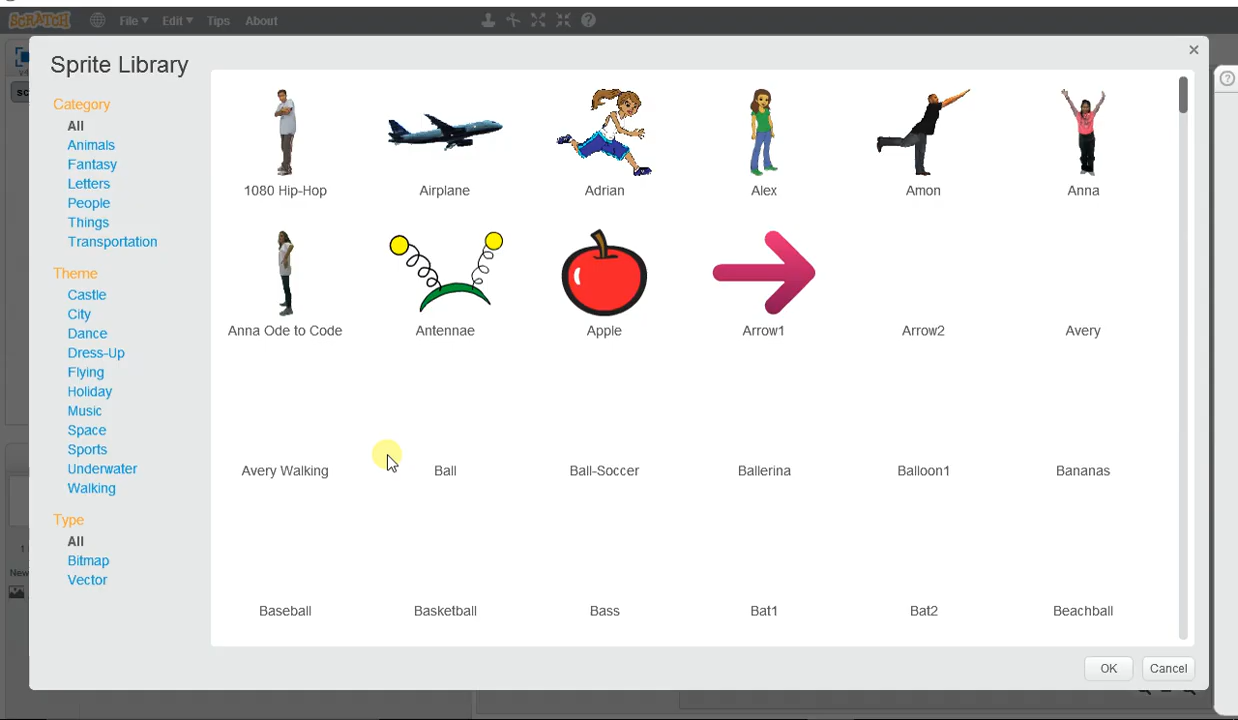 SCRATCH File Edit Tips About
Sprite Library
Category
All
Animals
Fantasy
Letters
People
Things
Transportation
Theme
Castle
City
Dance
Dress-Up
Flying
Holiday
Music
Space
Sports
Underwater
Walking
Type
All
Bitmap
Vector
1080 Hip-Hop Airplane Adrian Alex Amon Anna
Anna Ode to Code Antennae Apple Arrow1 Arrow2 Avery
Avery Walking Ball Ball-Soccer Ballerina Balloon1 Bananas
Baseball Basketball Bass Bat1 Bat2 Beachball
OK Cancel
sc
1
New